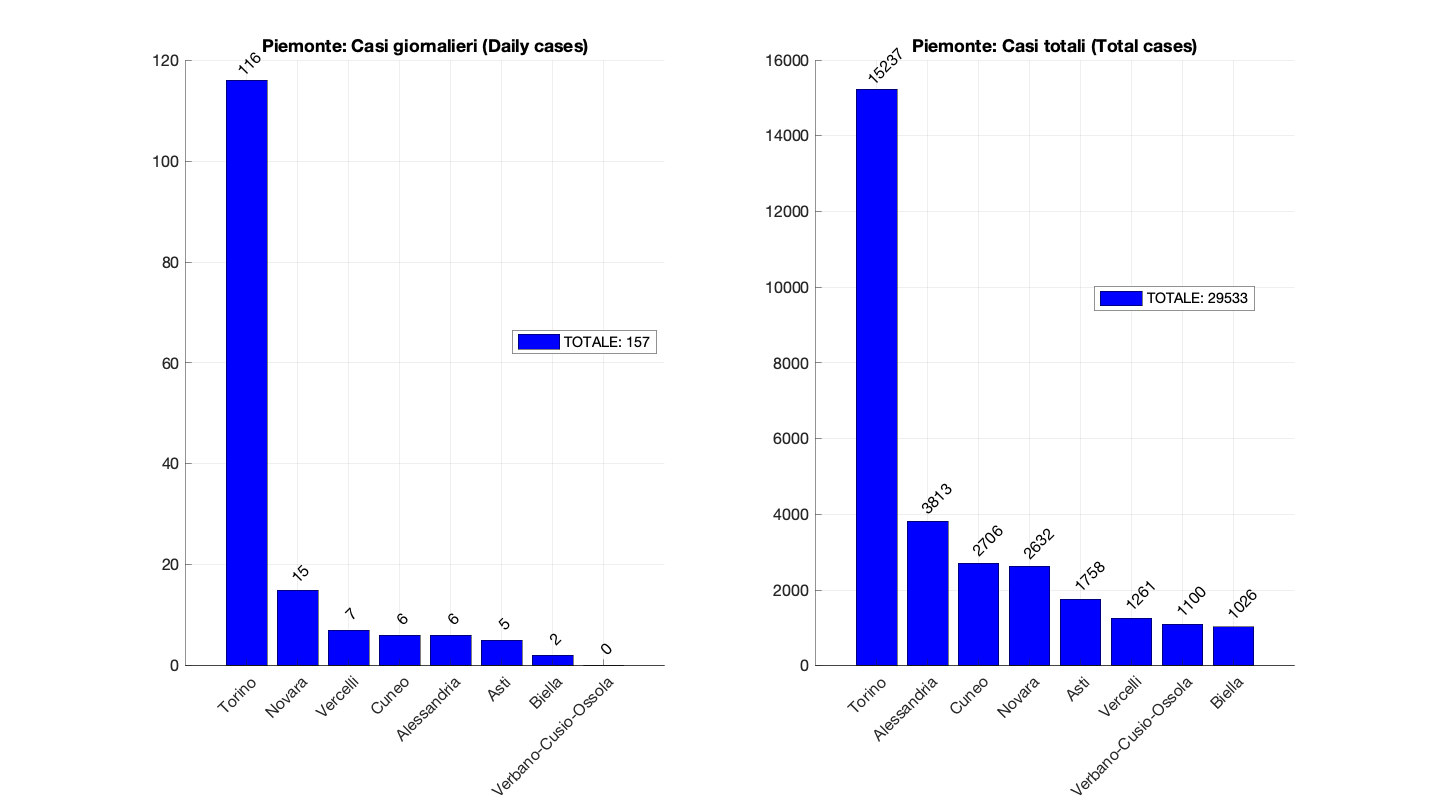 Piemonte: Casi giornalieri (Daily cases)
120
100
80
60
40
20
0
116
15
7
6
6
5
2
0
TOTALE: 157
Torino
Novara
Vercelli
Cuneo
Alessandria
Asti
Biella
Verbano-Cusio-Ossola
Piemonte: Casi totali (Total cases)
16000
14000
12000
10000
8000
6000
4000
2000
0
15237
3813
2706
2632
1758
1261
1100
1026
TOTALE: 29533
Torino
Alessandria
Cuneo
Novara
Asti
Vercelli
Verbano-Cusio-Ossola
Biella